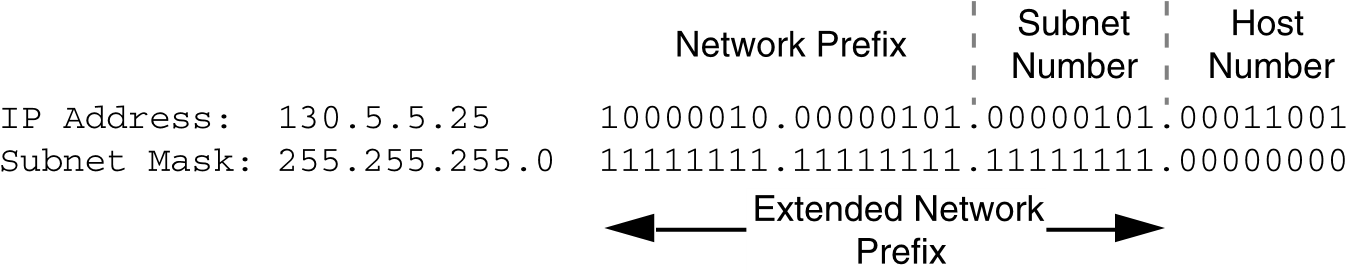 Network Prefix
Subnet
Number
Host
Number
IP Address: 130.5.5.25 10000010.00000101.00000101.00011001
Subnet Mask: 255.255.255.0 11111111.11111111.11111111.00000000
Extended Network
Prefix